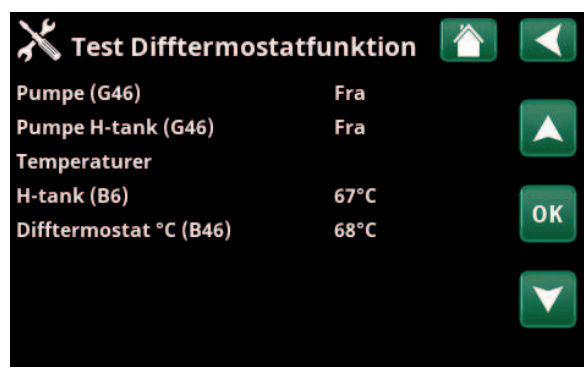 Test Difftermostatfunktion
Pumpe (G46) Fra
Pumpe H-tank (G46) Fra
Temperaturer
H-tank (B6) 67°C
Difftermostat °C (B46) 68°C
OK